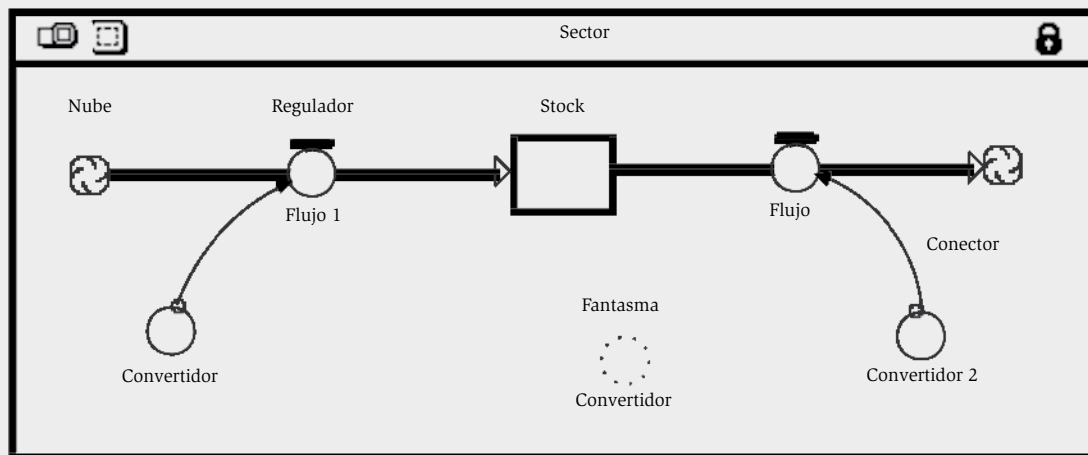 Sector
Nube
Regulador
Stock
Flujo 1
Flujo
Conector
Fantasma
Convertidor
Convertidor 2
Convertidor